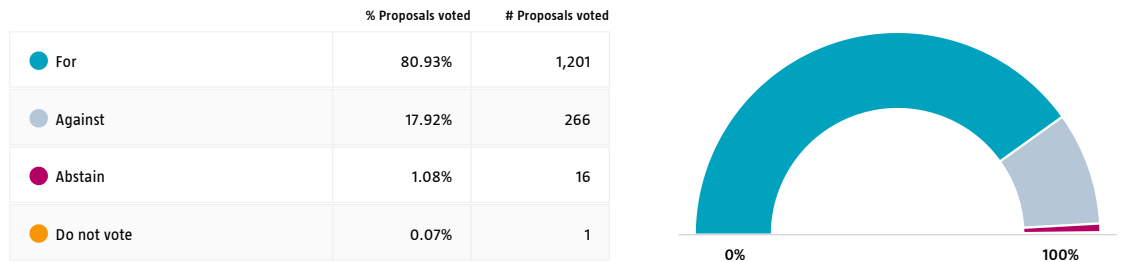 % Proposals voted # Proposals voted
For 80.93% 1,201
Against 17.92% 266
Abstain 1.08% 16
Do not vote 0.07% 1
0% 100%